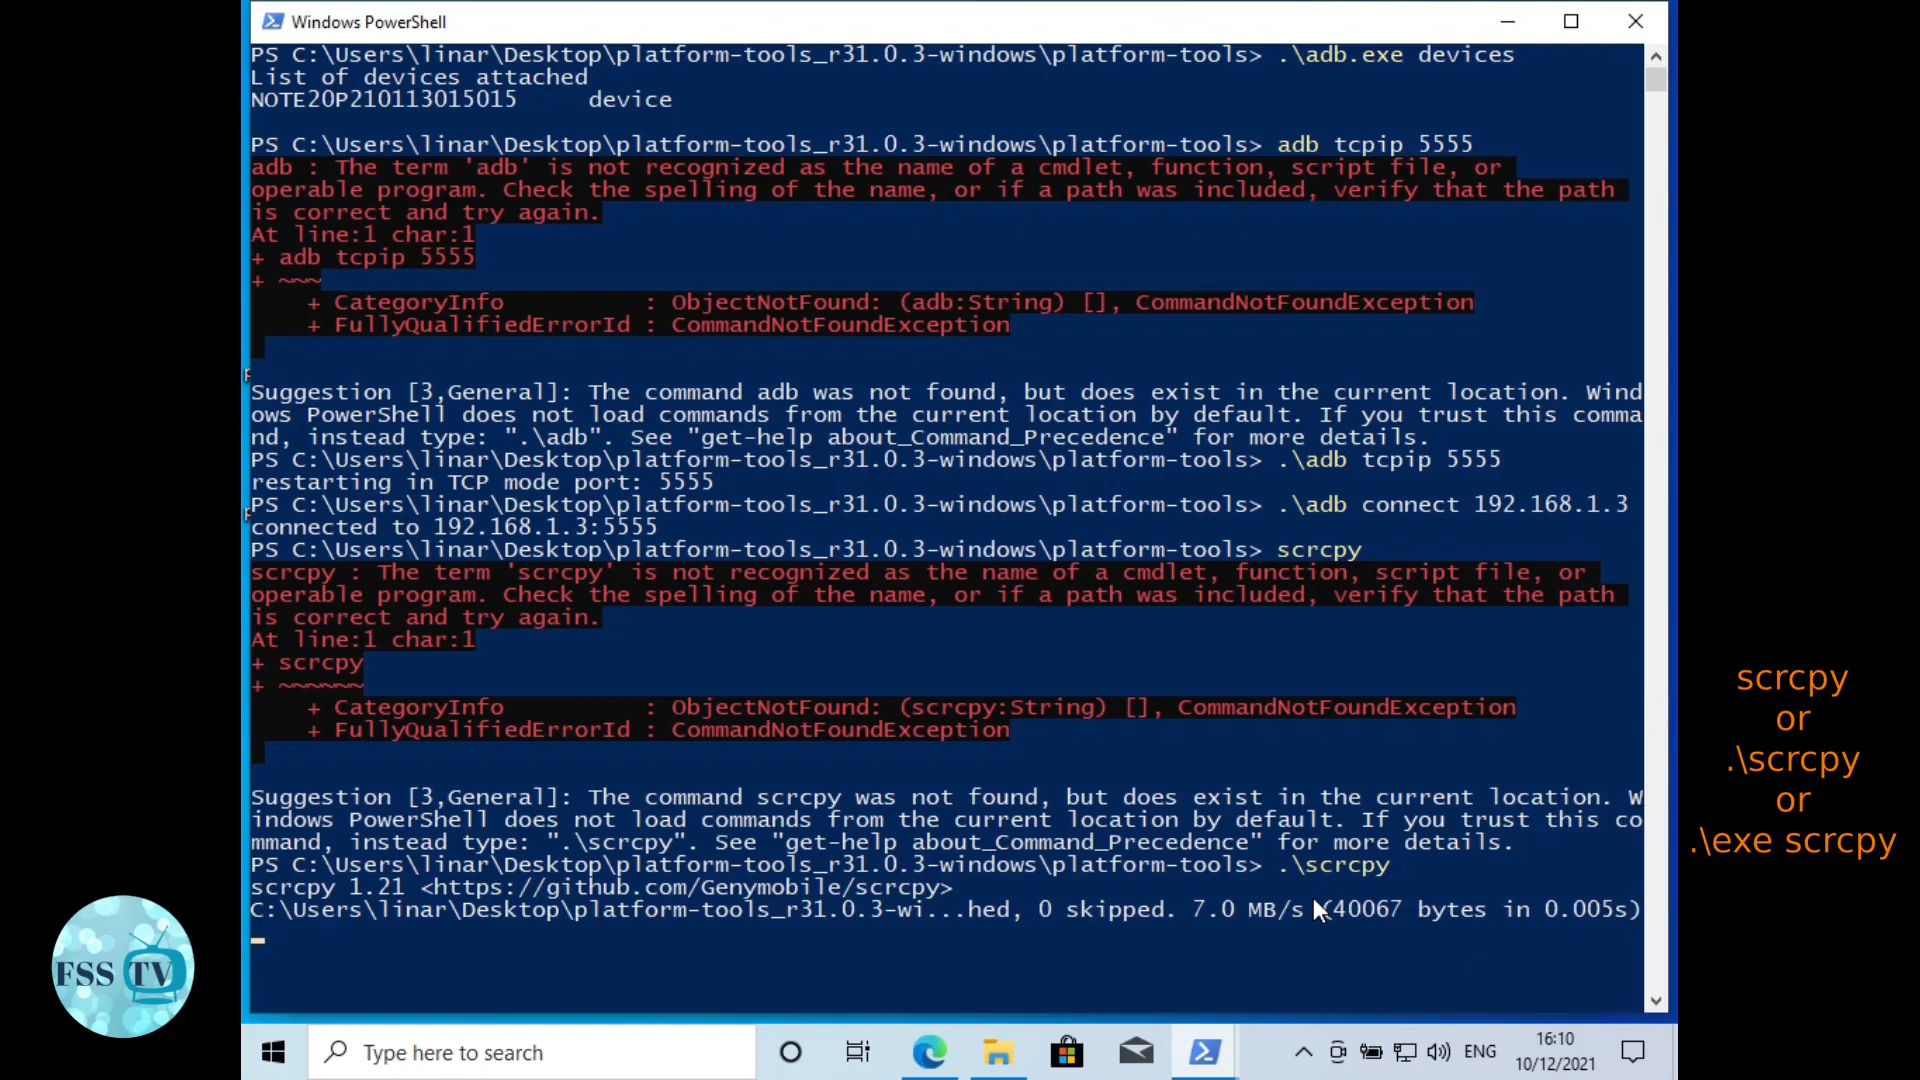 Windows PowerShell
PS C:\Users\linar\Desktop\platform-tools_r31.0.3-windows\platform-tools> .\adb.exe devices
List of devices attached
NOTE20P210113015015     device
PS C:\Users\linar\Desktop\platform-tools_r31.0.3-windows\platform-tools> adb tcpip 5555
adb : The term 'adb' is not recognized as the name of a cmdlet, function, script file, or
operable program. Check the spelling of the name, or if a path was included, verify that the path
is correct and try again.
At line:1 char:1
+ adb tcpip 5555
+ ~~~
    + CategoryInfo          : ObjectNotFound: (adb:String) [], CommandNotFoundException
    + FullyQualifiedErrorId : CommandNotFoundException
Suggestion [3,General]: The command adb was not found, but does exist in the current location. Wind
ows PowerShell does not load commands from the current location by default. If you trust this comma
nd, instead type: ".\adb". See "get-help about_Command_Precedence" for more details.
PS C:\Users\linar\Desktop\platform-tools_r31.0.3-windows\platform-tools> .\adb tcpip 5555
restarting in TCP mode port: 5555
PS C:\Users\linar\Desktop\platform-tools_r31.0.3-windows\platform-tools> .\adb connect 192.168.1.3
connected to 192.168.1.3:5555
PS C:\Users\linar\Desktop\platform-tools_r31.0.3-windows\platform-tools> scrcpy
scrcpy : The term 'scrcpy' is not recognized as the name of a cmdlet, function, script file, or
operable program. Check the spelling of the name, or if a path was included, verify that the path
is correct and try again.
At line:1 char:1
+ scrcpy
+ ~~~~~~
    + CategoryInfo          : ObjectNotFound: (scrcpy:String) [], CommandNotFoundException
    + FullyQualifiedErrorId : CommandNotFoundException
Suggestion [3,General]: The command scrcpy was not found, but does exist in the current location. W
indows PowerShell does not load commands from the current location by default. If you trust this co
mmand, instead type: ".\scrcpy". See "get-help about_Command_Precedence" for more details.
PS C:\Users\linar\Desktop\platform-tools_r31.0.3-windows\platform-tools> .\scrcpy
scrcpy 1.21 <https://github.com/Genymobile/scrcpy>
C:\Users\linar\Desktop\platform-tools_r31.0.3-wi...hed, 0 skipped. 7.0 MB/s (40067 bytes in 0.005s)
scrcpy
or
.\scrcpy
or
.\exe scrcpy
FSS TV
Type here to search
ENG
16:10
10/12/2021